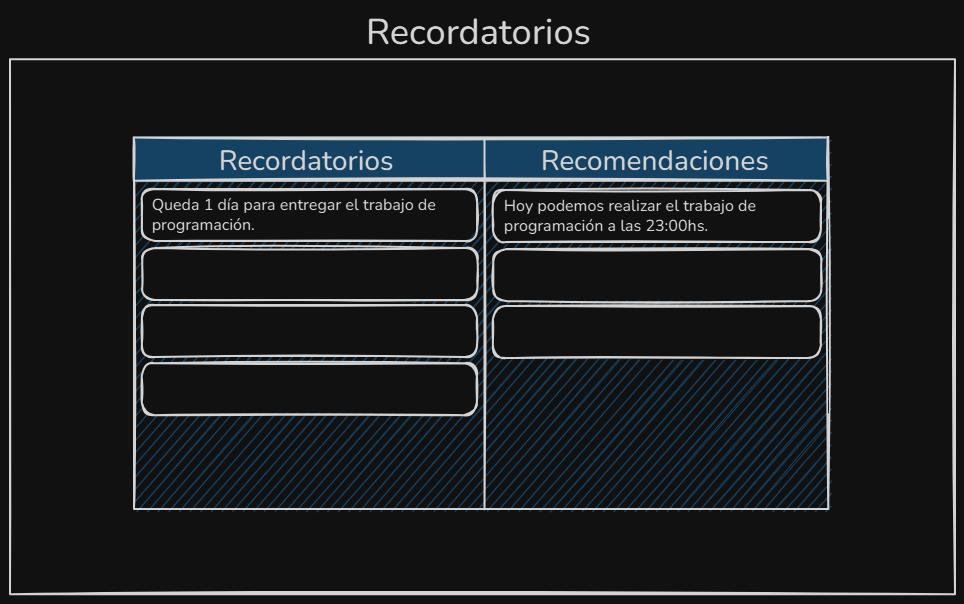 Recordatorios
Recordatorios
Recomendaciones
Queda 1 día para entregar el trabajo de
programación.
Hoy podemos realizar el trabajo de
programación a las 23:00hs.